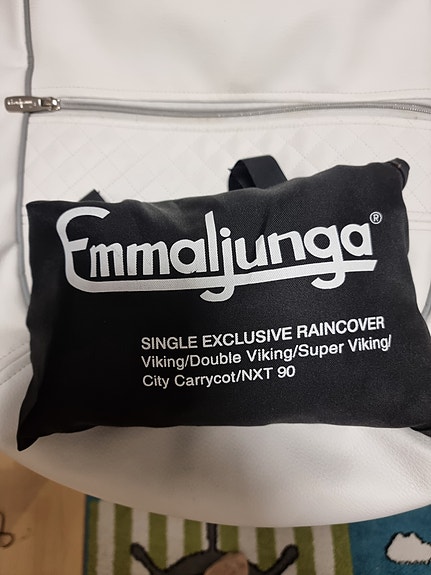 Emmaljunga®
SINGLE EXCLUSIVE RAINCOVER
Viking/Double Viking/Super Viking/
City Carrycot/NXT 90